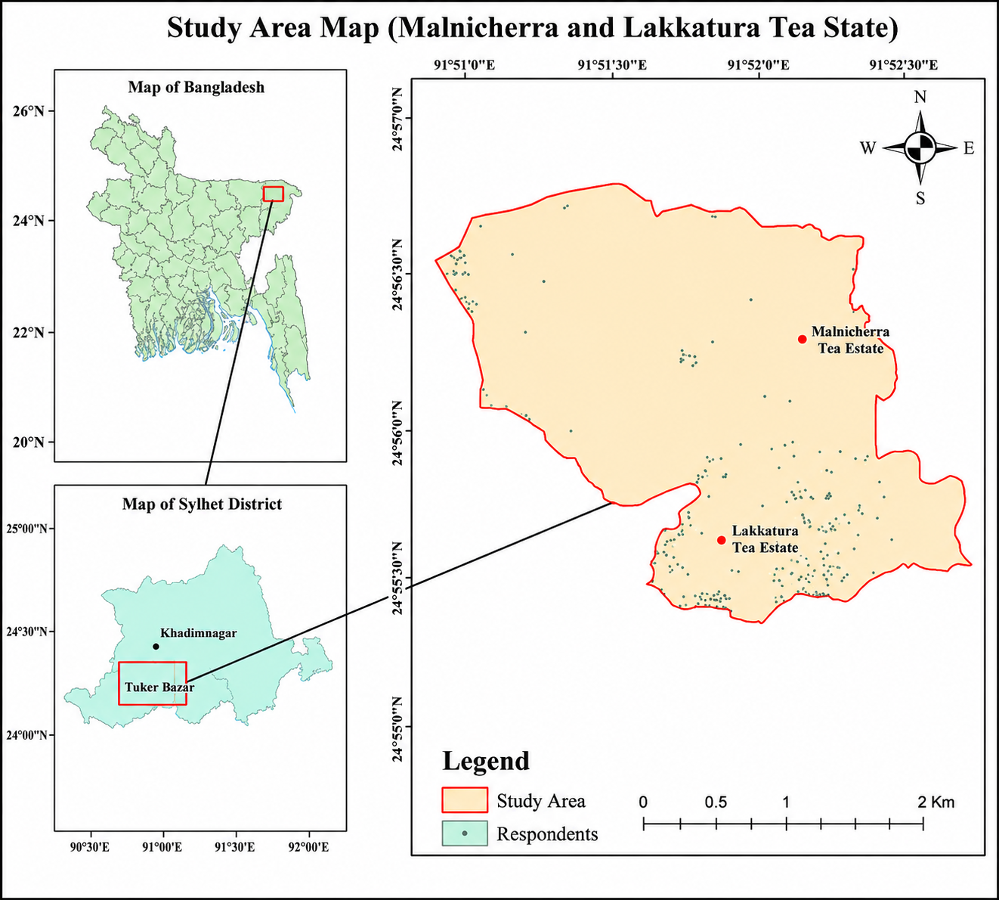 Study Area Map (Malnicherra and Lakkatura Tea State)
Map of Bangladesh
26°N
24°N
22°N
20°N
Map of Sylhet District
25°00"N
24°30"N
24°00"N
Khadimnagar
Tuker Bazar
90°30'E
91°00'E
91°30'E
92°00'E
91°51'0"E
91°51'30"E
91°52'0"E
91°52'30"E
24°57'0"N
24°56'30"N
24°56'0"N
24°55'30"N
24°55'0"N
N
W
E
S
Malnicherra
Tea Estate
Lakkatura
Tea Estate
Legend
Study Area
Respondents
0 0.5 1 2 Km